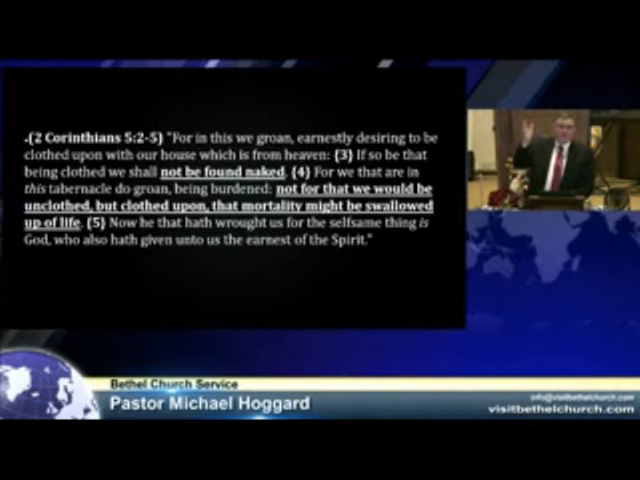 .{2 Corinthians 5:2-5} "For in this we groan, earnestly desiring to be
clothed upon with our house which is from heaven: {3} If so be that
being clothed we shall not be found naked. {4} For we that are in
this tabernacle do groan, being burdened: not for that we would be
unclothed, but clothed upon, that mortality might be swallowed
up of life. {5} Now he that hath wrought us for the selfsame thing is
God, who also hath given unto us the earnest of the Spirit."
Bethel Church Service
Pastor Michael Hoggard
info@visitbethelchurch.com
visitbethelchurch.com